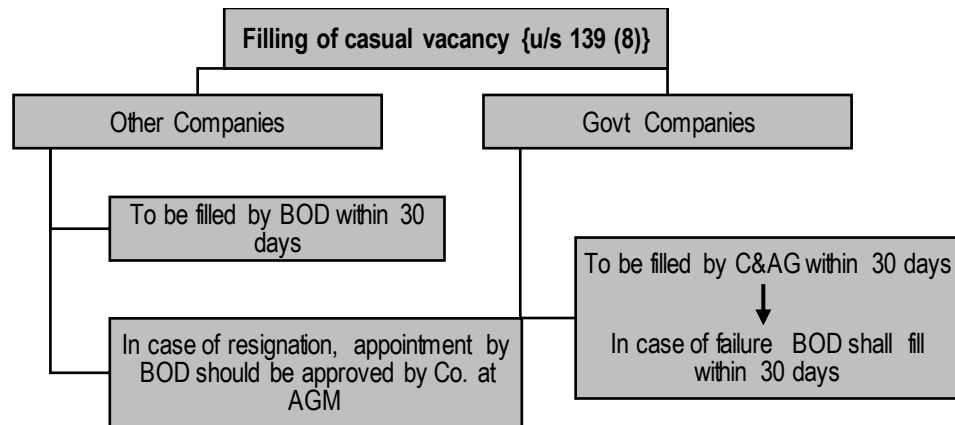 Filling of casual vacancy {u/s 139 (8)}
Other Companies
Govt Companies
To be filled by BOD within 30
days
In case of resignation, appointment by
BOD should be approved by Co. at
AGM
To be filled by C&AG within 30 days
In case of failure BOD shall fill
within 30 days